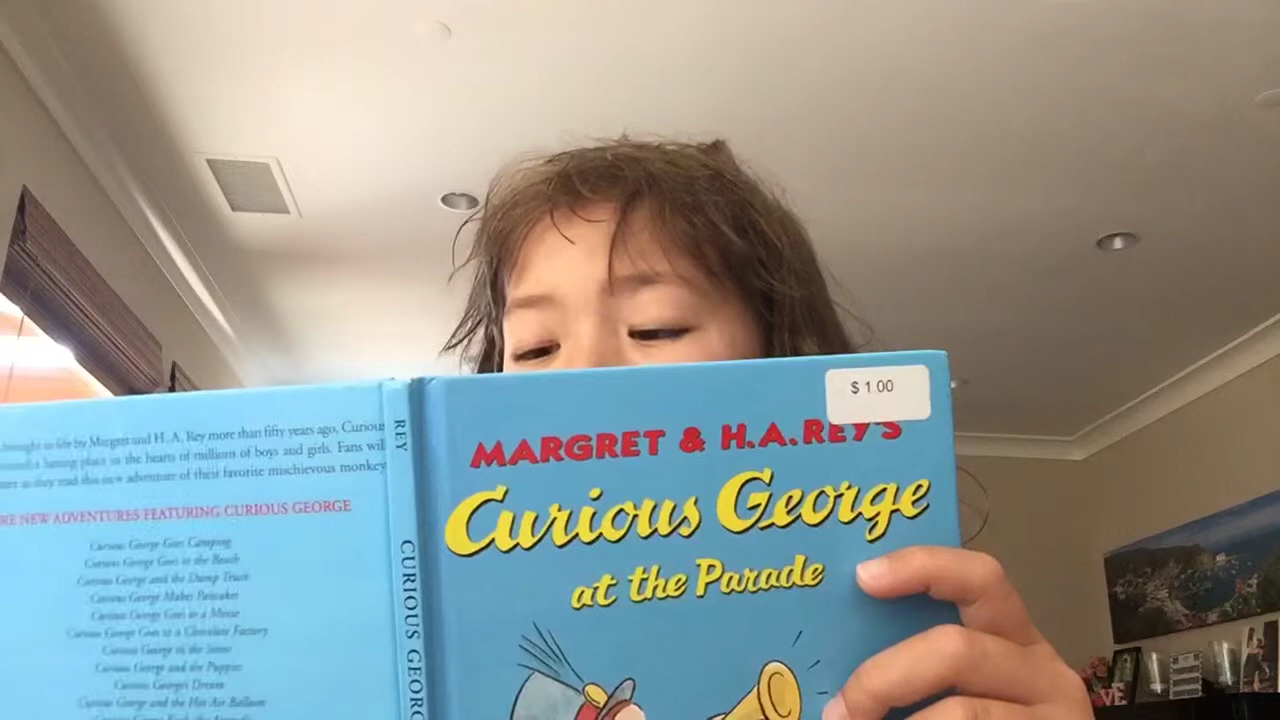 brought to life by Margret and H. A. Rey more than fifty years ago, Curious
a lasting place in the hearts of millions of boys and girls. Fans will
as they read this new adventure of their favorite mischievous monkey
RE NEW ADVENTURES FEATURING CURIOUS GEORGE
Curious George Goes Camping
Curious George Goes to the Beach
Curious George and the Dump Truck
Curious George Makes Pancakes
Curious George Goes to a Movie
Curious George Goes to a Chocolate Factory
Curious George in the Snow
Curious George and the Puppies
Curious George's Dream
Curious George and the Hot Air Balloon
REY
CURIOUS GEORG
$ 1.00
MARGRET & H.A. REY'S
Curious George
at the Parade
VE